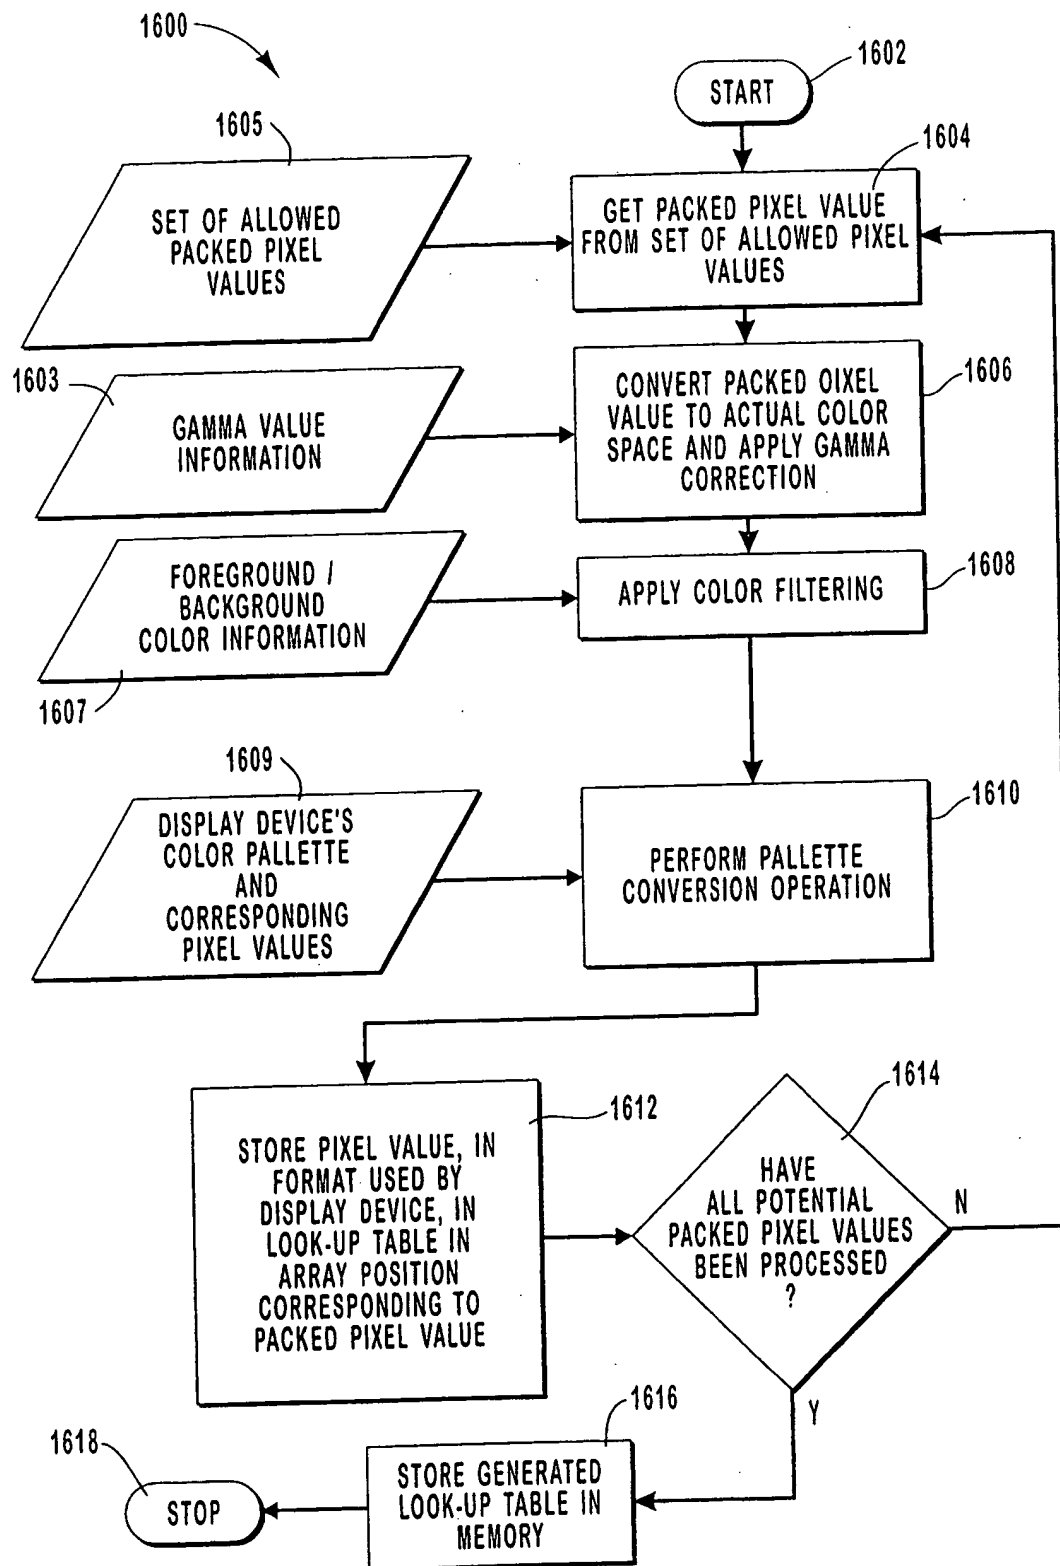 1600
1602
START
1605
SET OF ALLOWED
PACKED PIXEL
VALUES
1604
GET PACKED PIXEL VALUE
FROM SET OF ALLOWED PIXEL
VALUES
1603
GAMMA VALUE
INFORMATION
1606
CONVERT PACKED OIXEL
VALUE TO ACTUAL COLOR
SPACE AND APPLY GAMMA
CORRECTION
FOREGROUND /
BACKGROUND
COLOR INFORMATION
1607
1608
APPLY COLOR FILTERING
1609
DISPLAY DEVICE'S
COLOR PALLETTE
AND
CORRESPONDING
PIXEL VALUES
1610
PERFORM PALLETTE
CONVERSION OPERATION
1612
STORE PIXEL VALUE, IN
FORMAT USED BY
DISPLAY DEVICE, IN
LOOK-UP TABLE IN
ARRAY POSITION
CORRESPONDING TO
PACKED PIXEL VALUE
1614
HAVE
ALL POTENTIAL
PACKED PIXEL VALUES
BEEN PROCESSED
?
N
Y
1616
STORE GENERATED
LOOK-UP TABLE IN
MEMORY
1618
STOP